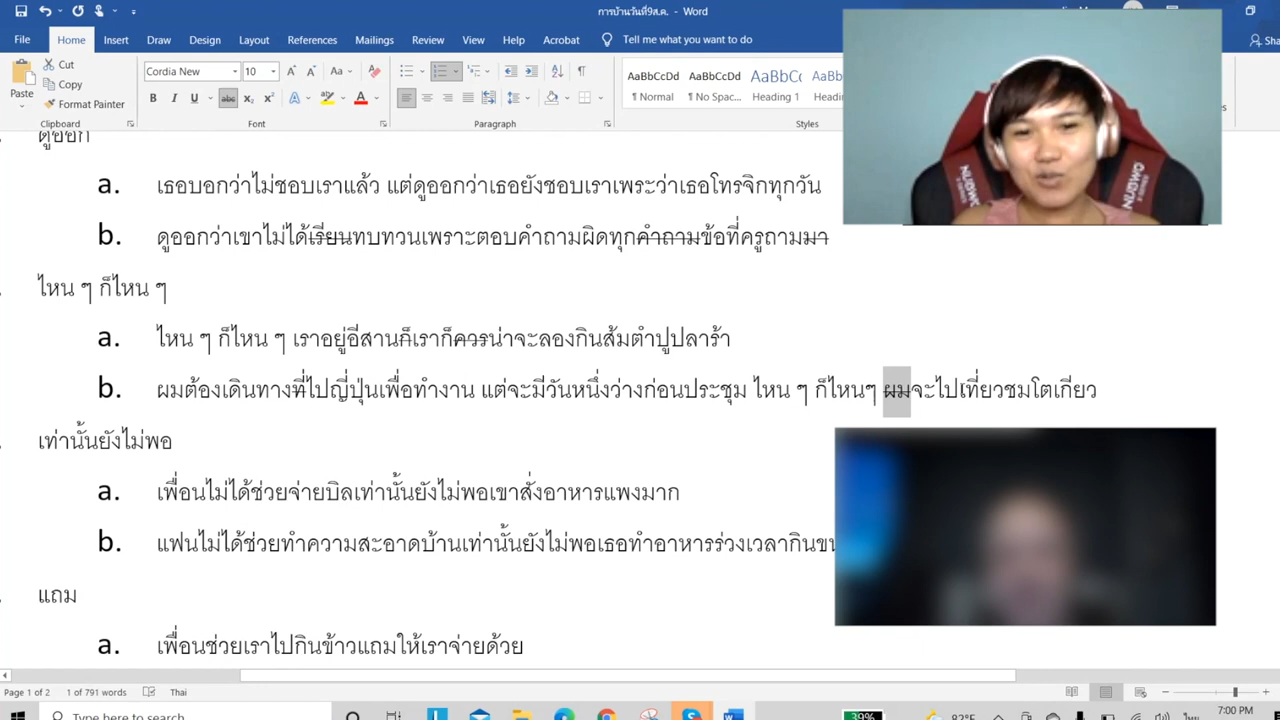 การบ้านวันที่9ส.ค. - Word
File Home Insert Draw Design Layout References Mailings Review View Help Acrobat Tell me what you want to do
Paste Cut
Copy
Format Painter
Cordia New 10
AaBbCcDd AaBbCcDd AaBbCc
¶ Normal ¶ No Spac... Heading 1
Clipboard Font Paragraph Styles
ดูออก
a. เธอบอกว่าไม่ชอบเราแล้ว แต่ดูออกว่าเธอยังชอบเราเพระว่าเธอโทรจิกทุกวัน
b. ดูออกว่าเขาไม่ได้เรียนทบทวนเพราะตอบคำถามผิดทุกคำถามข้อที่ครูถามมา
ไหน ๆ ก็ไหน ๆ
a. ไหน ๆ ก็ไหน ๆ เราอยู่อีสานก็เราก็ควรน่าจะลองกินส้มตำปูปลาร้า
b. ผมต้องเดินทางที่ไปญี่ปุ่นเพื่อทำงาน แต่จะมีวันหนึ่งว่างก่อนประชุม ไหน ๆ ก็ไหนๆ ผมจะไปเที่ยวชมโตเกียว
เท่านั้นยังไม่พอ
a. เพื่อนไม่ได้ช่วยจ่ายบิลเท่านั้นยังไม่พอเขาสั่งอาหารแพงมาก
b. แฟนไม่ได้ช่วยทำความสะอาดบ้านเท่านั้นยังไม่พอเธอทำอาหารร่วงเวลากินขน
แถม
a. เพื่อนช่วยเราไปกินข้าวแถมให้เราจ่ายด้วย
Page 1 of 2 1 of 791 words Thai
Type here to search 39% 82°F ไทย 7:00 PM